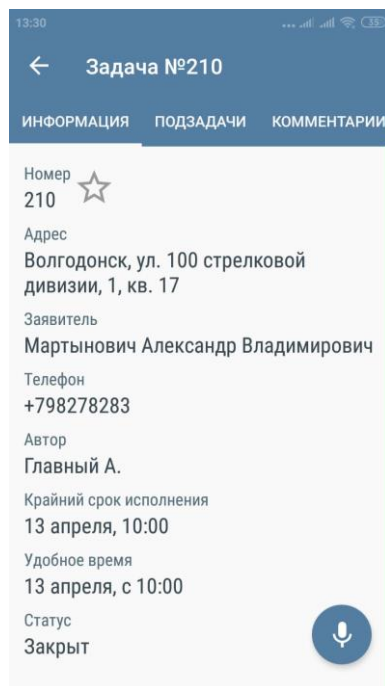 13:30
33
Задача №210
ИНФОРМАЦИЯ ПОДЗАДАЧИ КОММЕНТАРИИ
Номер
210
Адрес
Волгодонск, ул. 100 стрелковой
дивизии, 1, кв. 17
Заявитель
Мартынович Александр Владимирович
Телефон
+798278283
Автор
Главный А.
Крайний срок исполнения
13 апреля, 10:00
Удобное время
13 апреля, с 10:00
Статус
Закрыт